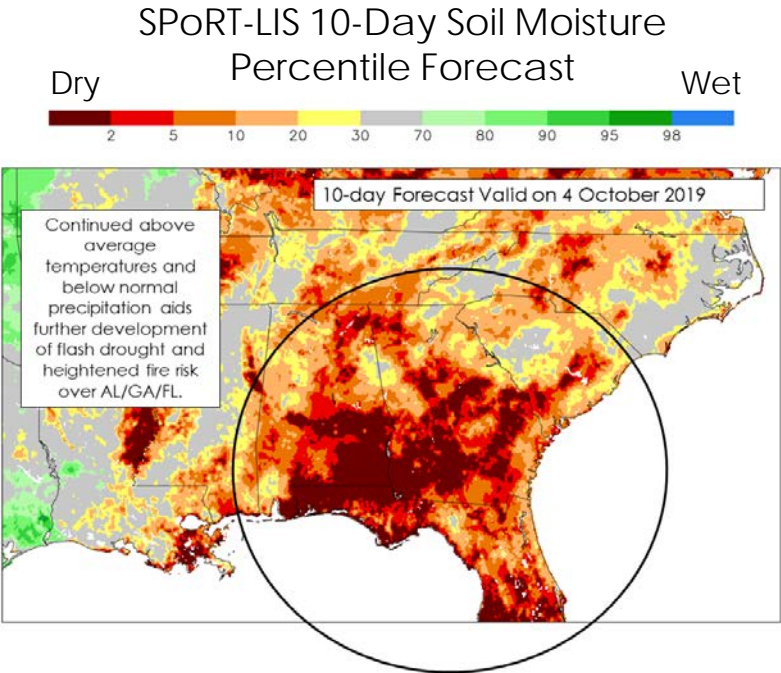 SPoRT-LIS 10-Day Soil Moisture
Percentile Forecast
Dry
Wet
2 5 10 20 30 70 80 90 95 98
10-day Forecast Valid on 4 October 2019
Continued above
average
temperatures and
below normal
precipitation aids
further development
of flash drought and
heightened fire risk
over AL/GA/FL.